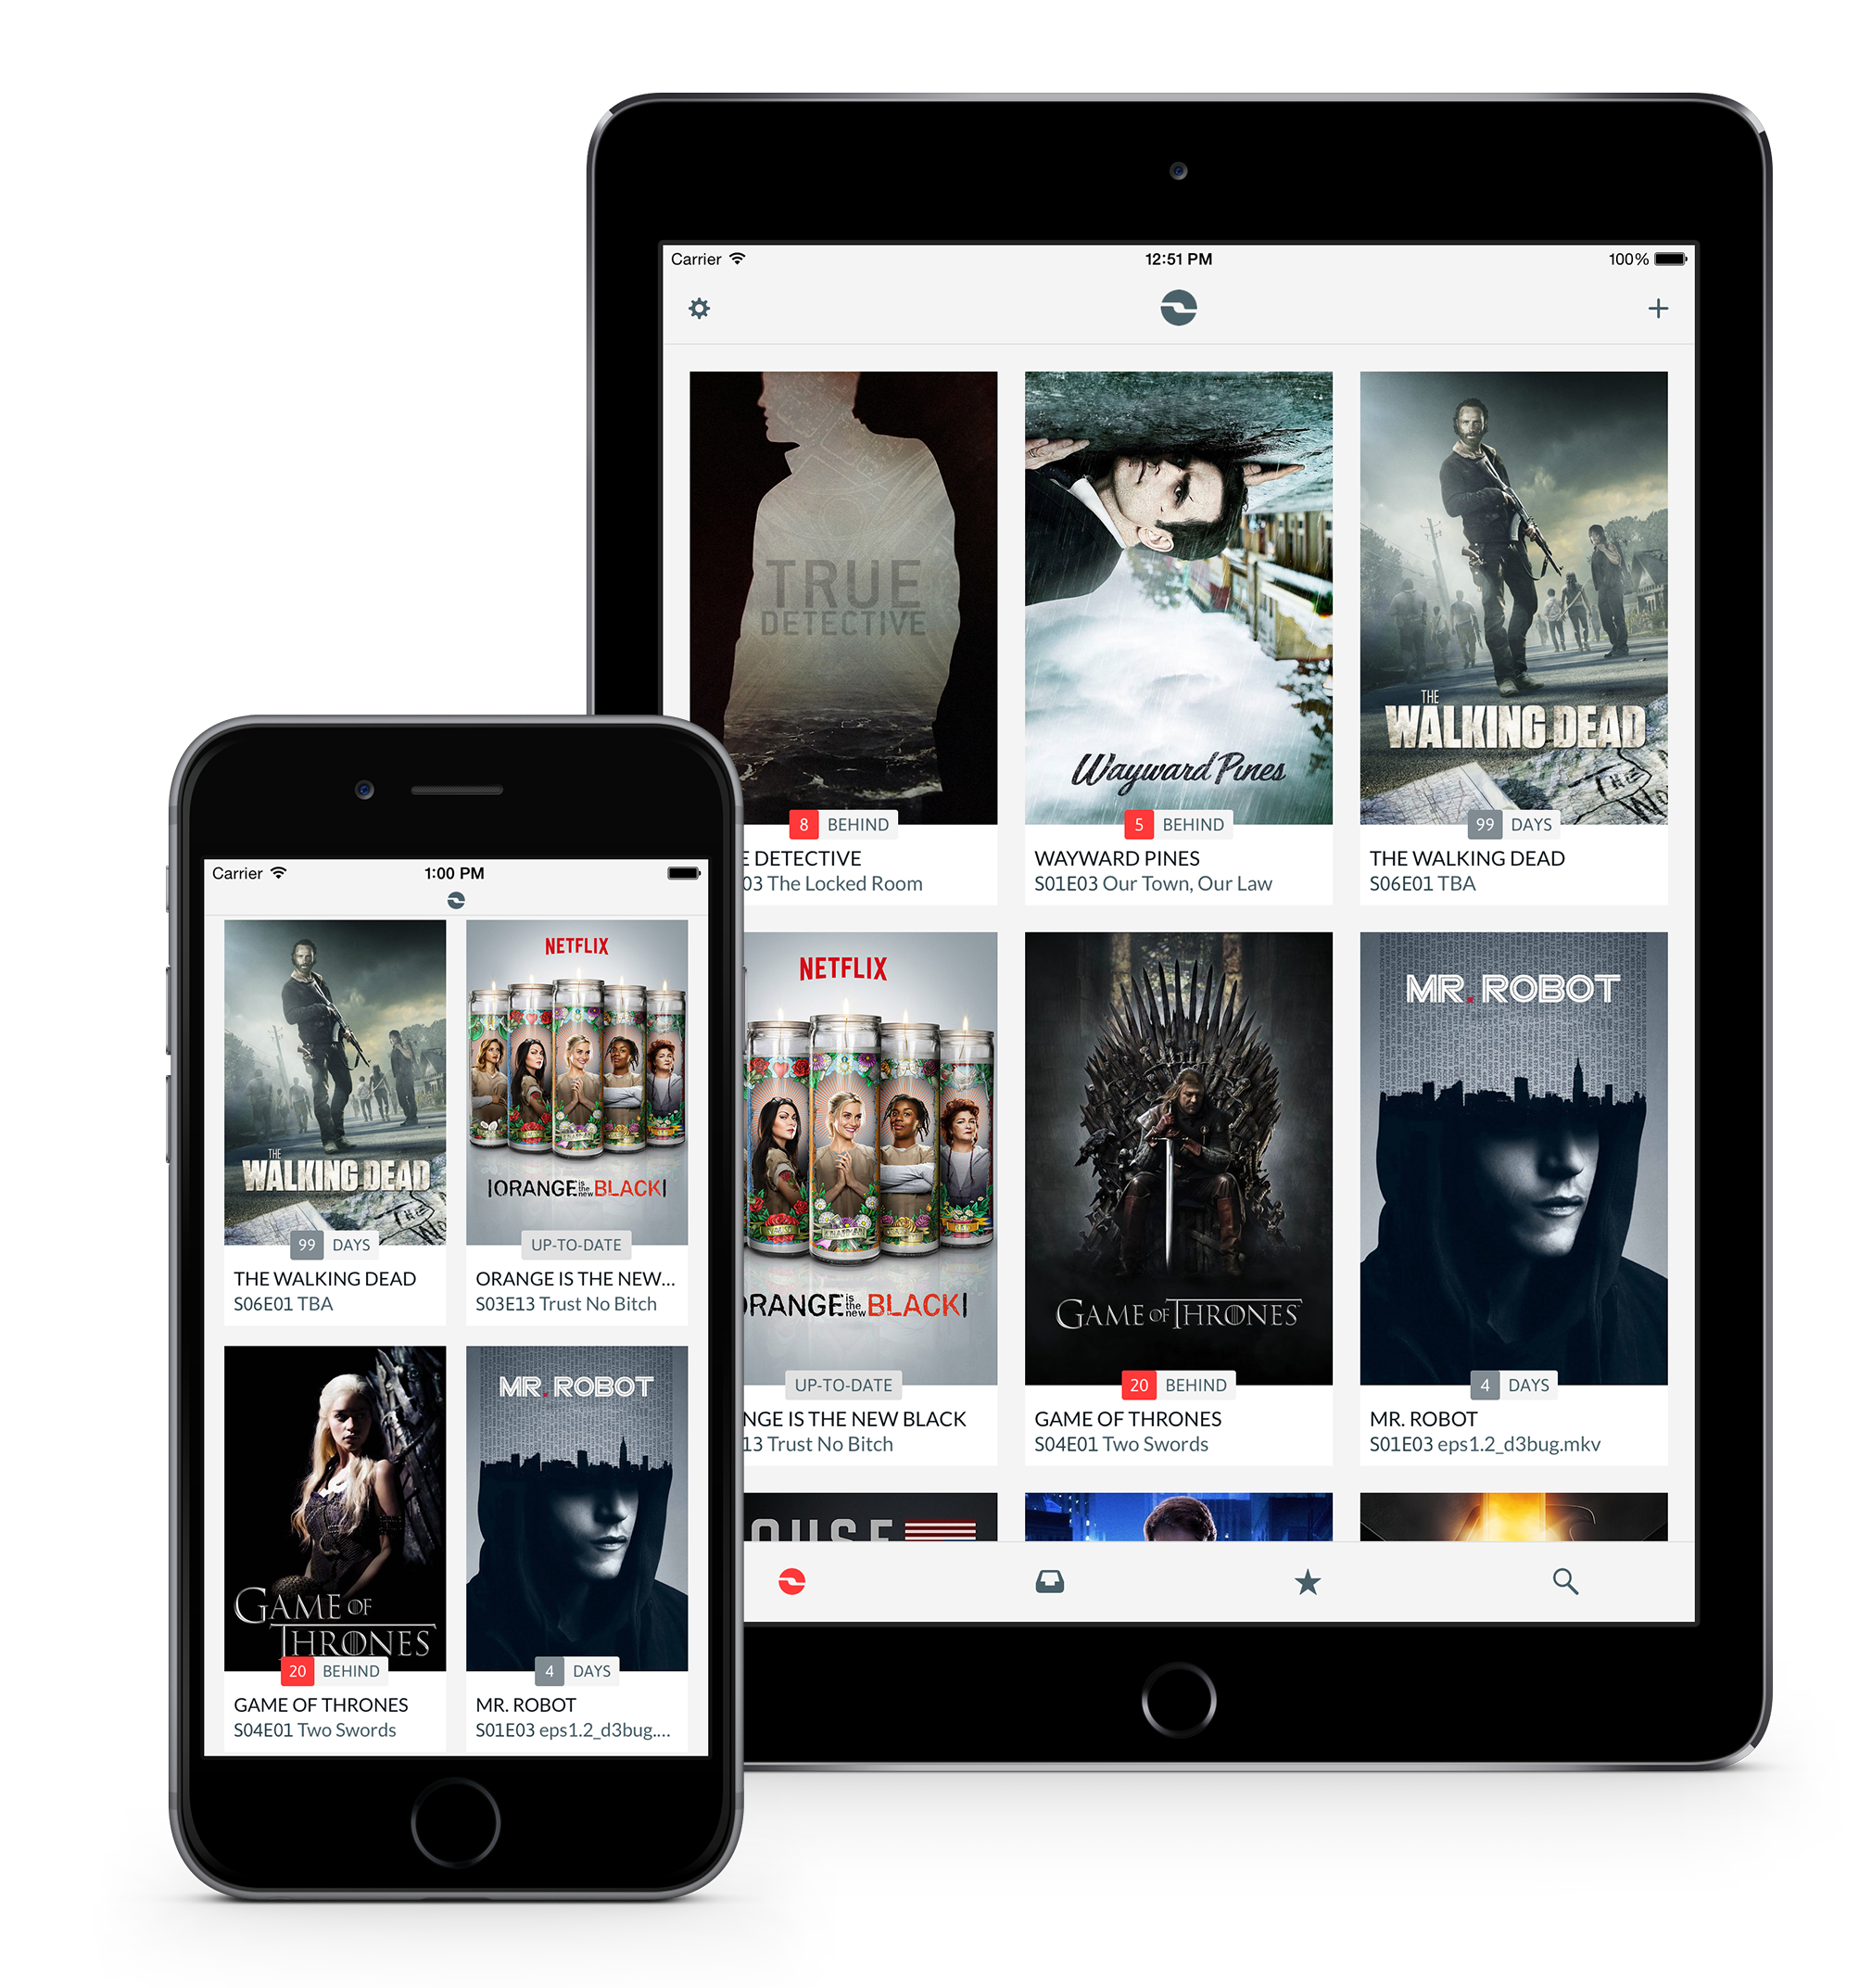 Carrier 12:51 PM 100%
TRUE
DETECTIVE
8 BEHIND
E DETECTIVE
03 The Locked Room
Wayward Pines
5 BEHIND
WAYWARD PINES
S01E03 Our Town, Our Law
THE
WALKING DEAD
99 DAYS
THE WALKING DEAD
S06E01 TBA
NETFLIX
ORANGE is the new BLACK
UP-TO-DATE
NGE IS THE NEW BLACK
13 Trust No Bitch
GAME OF THRONES
20 BEHIND
GAME OF THRONES
S04E01 Two Swords
MR. ROBOT
4 DAYS
MR. ROBOT
S01E03 eps1.2_d3bug.mkv
OUSE
Carrier 1:00 PM
THE
WALKING DEAD
99 DAYS
THE WALKING DEAD
S06E01 TBA
NETFLIX
ORANGE is the new BLACK
UP-TO-DATE
ORANGE IS THE NEW...
S03E13 Trust No Bitch
GAME OF
THRONES
20 BEHIND
GAME OF THRONES
S04E01 Two Swords
MR. ROBOT
4 DAYS
MR. ROBOT
S01E03 eps1.2_d3bug....